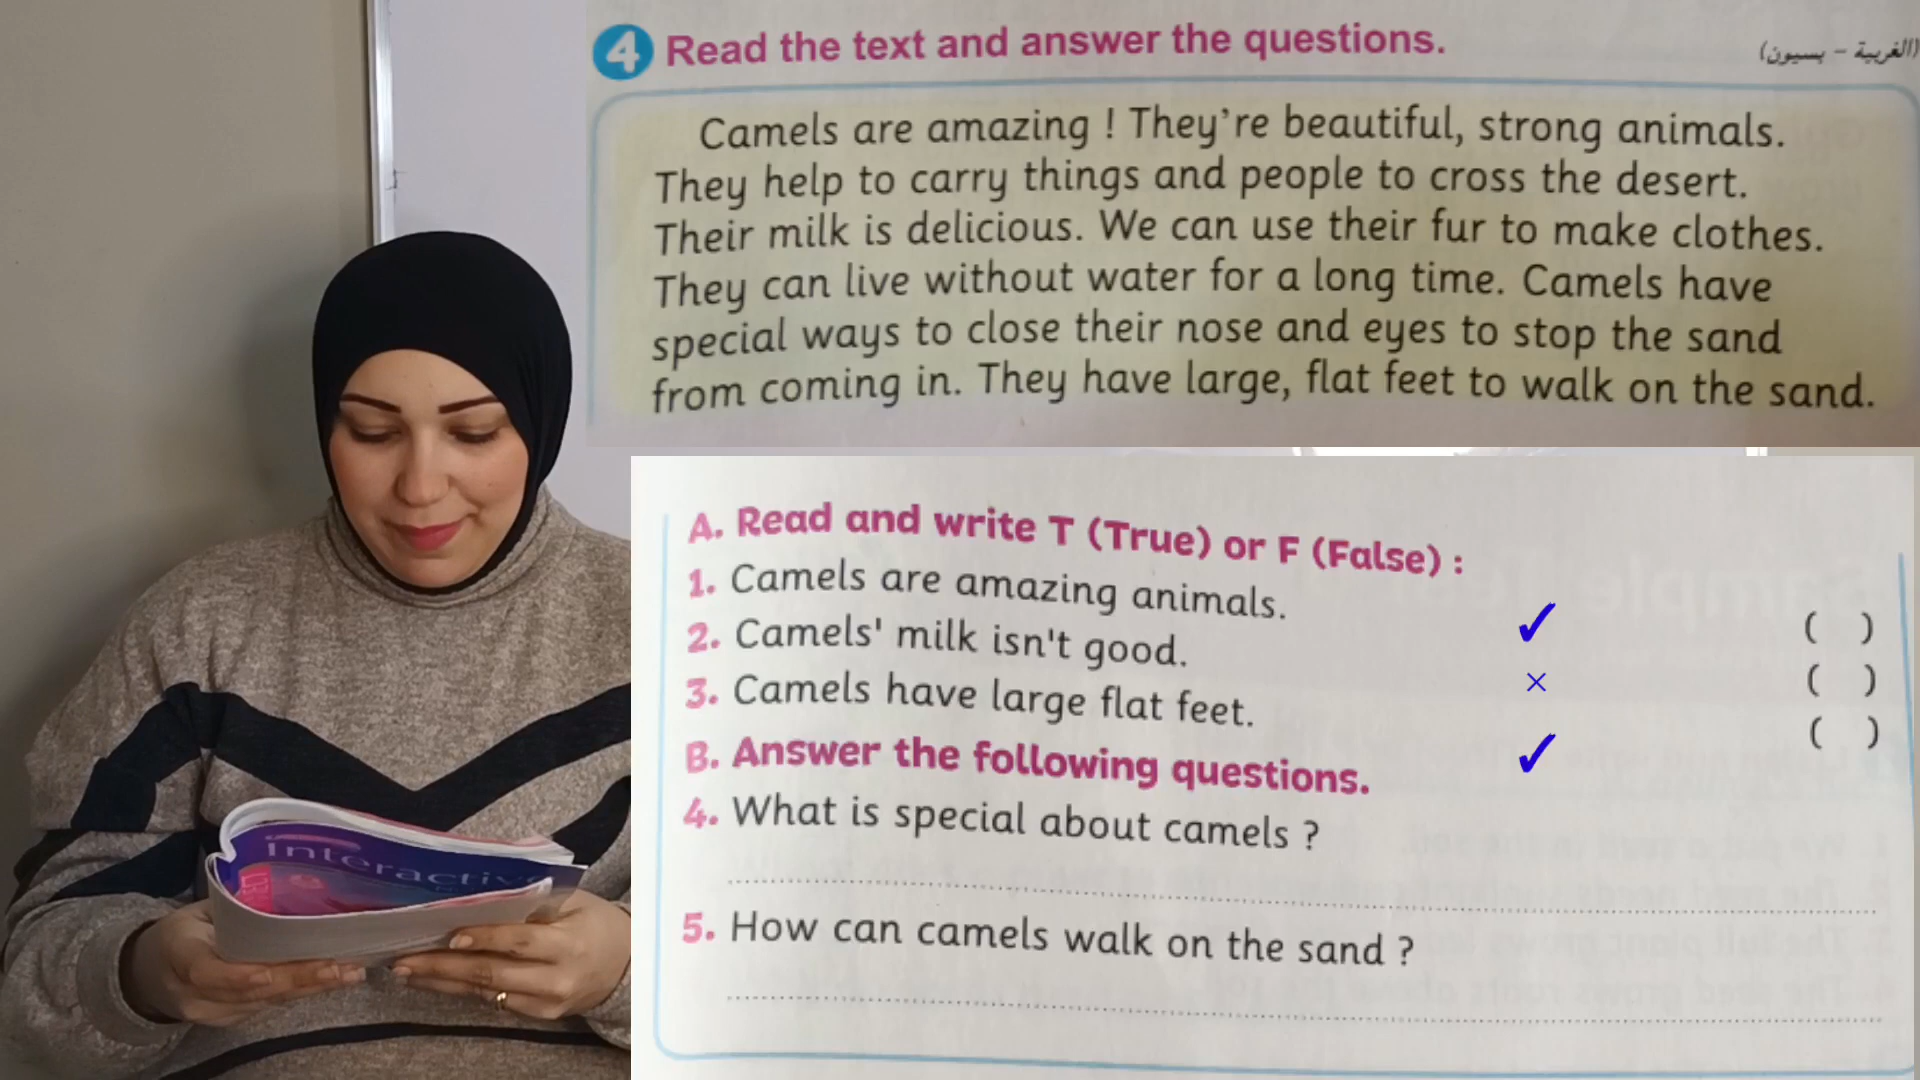 4 Read the text and answer the questions.
(الغربية - بسيون)
Camels are amazing ! They're beautiful, strong animals.
They help to carry things and people to cross the desert.
Their milk is delicious. We can use their fur to make clothes.
They can live without water for a long time. Camels have
special ways to close their nose and eyes to stop the sand
from coming in. They have large, flat feet to walk on the sand.
A. Read and write T (True) or F (False) :
1. Camels are amazing animals. ✓ ( )
2. Camels' milk isn't good. × ( )
3. Camels have large flat feet. ✓ ( )
B. Answer the following questions.
4. What is special about camels ?
5. How can camels walk on the sand ?
Interactive